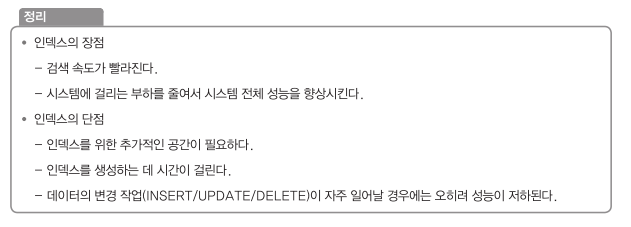 정리
• 인덱스의 장점
- 검색 속도가 빨라진다.
- 시스템에 걸리는 부하를 줄여서 시스템 전체 성능을 향상시킨다.
• 인덱스의 단점
- 인덱스를 위한 추가적인 공간이 필요하다.
- 인덱스를 생성하는 데 시간이 걸린다.
- 데이터의 변경 작업(INSERT/UPDATE/DELETE)이 자주 일어날 경우에는 오히려 성능이 저하된다.